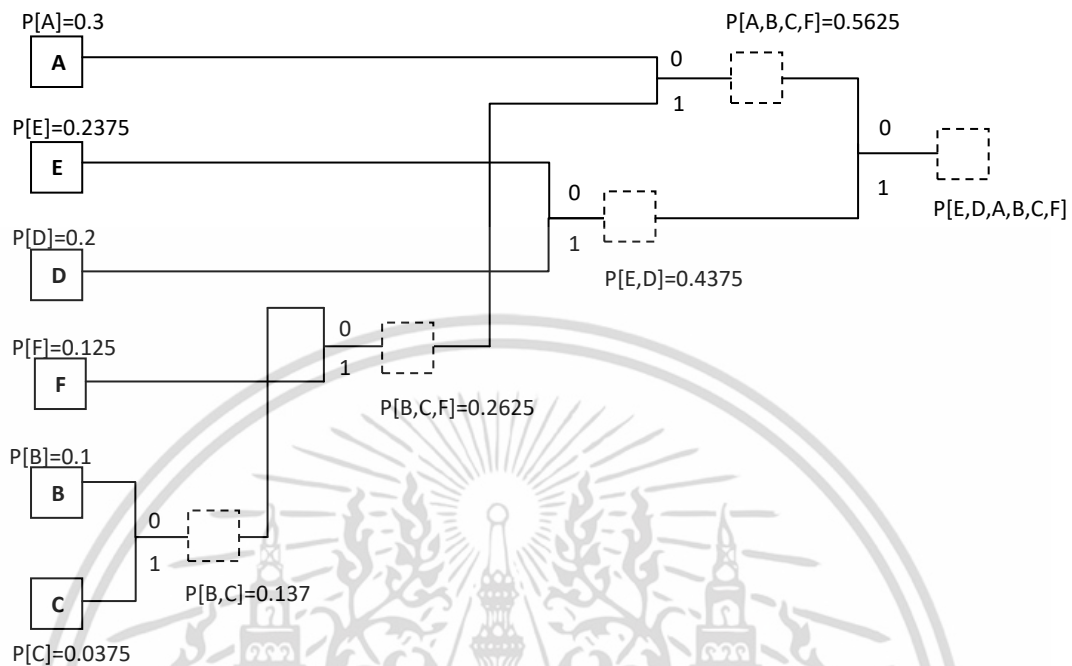 P[A]=0.3
P[A,B,C,F]=0.5625
A
0
1
P[E]=0.2375
0
E
0
1
P[E,D,A,B,C,F]
P[D]=0.2
1
D
P[E,D]=0.4375
0
P[F]=0.125
1
F
P[B,C,F]=0.2625
P[B]=0.1
B
0
1
P[B,C]=0.137
C
P[C]=0.0375